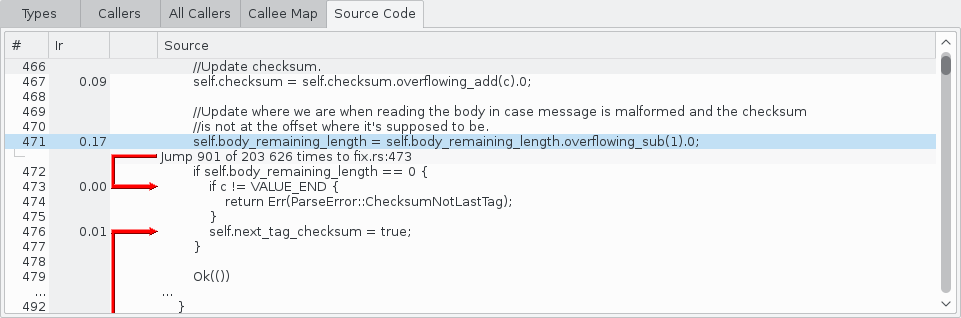 Types Callers All Callers Callee Map Source Code
# Ir Source
466 //Update checksum.
467 0.09 self.checksum = self.checksum.overflowing_add(c).0;
468
469 //Update where we are when reading the body in case message is malformed and the checksum
470 //is not at the offset where it's supposed to be.
471 0.17 self.body_remaining_length = self.body_remaining_length.overflowing_sub(1).0;
Jump 901 of 203 626 times to fix.rs:473
472 if self.body_remaining_length == 0 {
473 0.00 if c != VALUE_END {
474 return Err(ParseError::ChecksumNotLastTag);
475 }
476 0.01 self.next_tag_checksum = true;
477 }
478
479 Ok(())
... ...
492 }